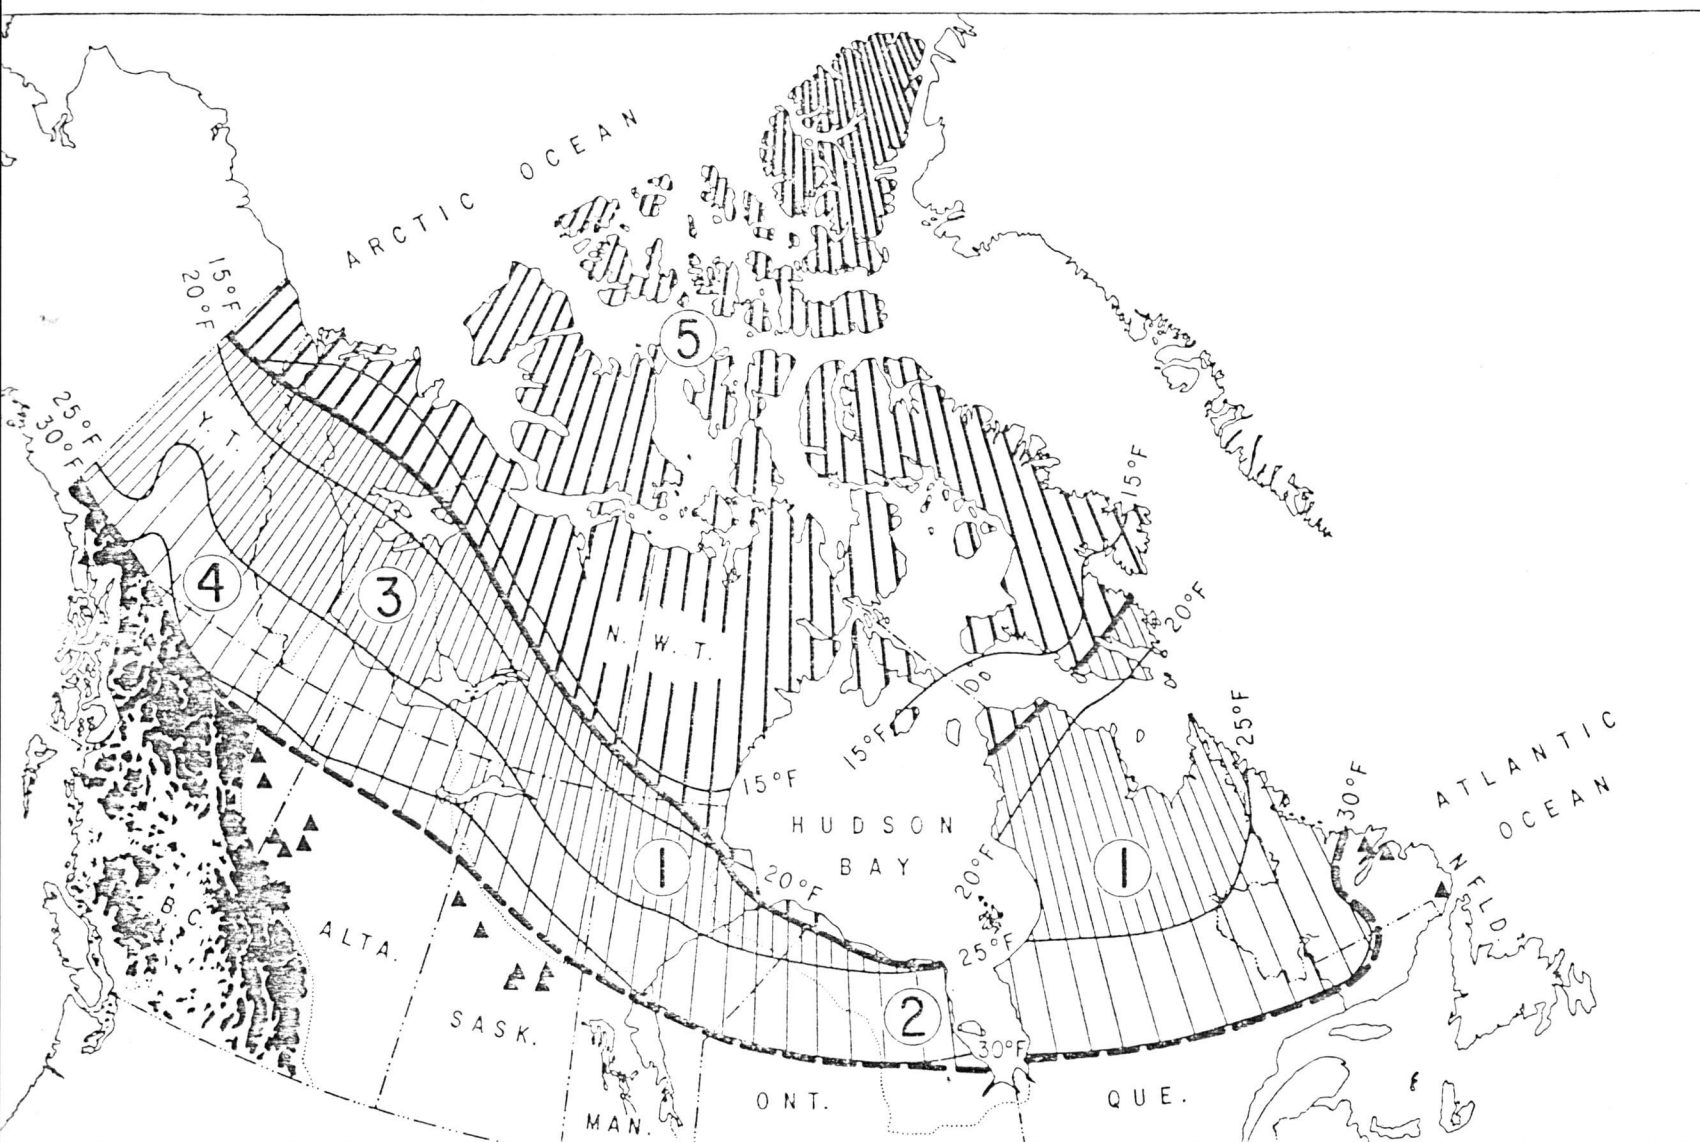 ARCTIC OCEAN
15°F
20°F
5
25°F
30°F
Y.T.
15°F
4
3
20°F
N.W.T.
25°F
15°F
15°F
ATLANTIC
OCEAN
30°F
HUDSON
BAY
1
1
20°F
20°F
NFLD.
B.C.
ALTA.
25°F
2
SASK.
30°F
ONT.
QUE.
MAN.